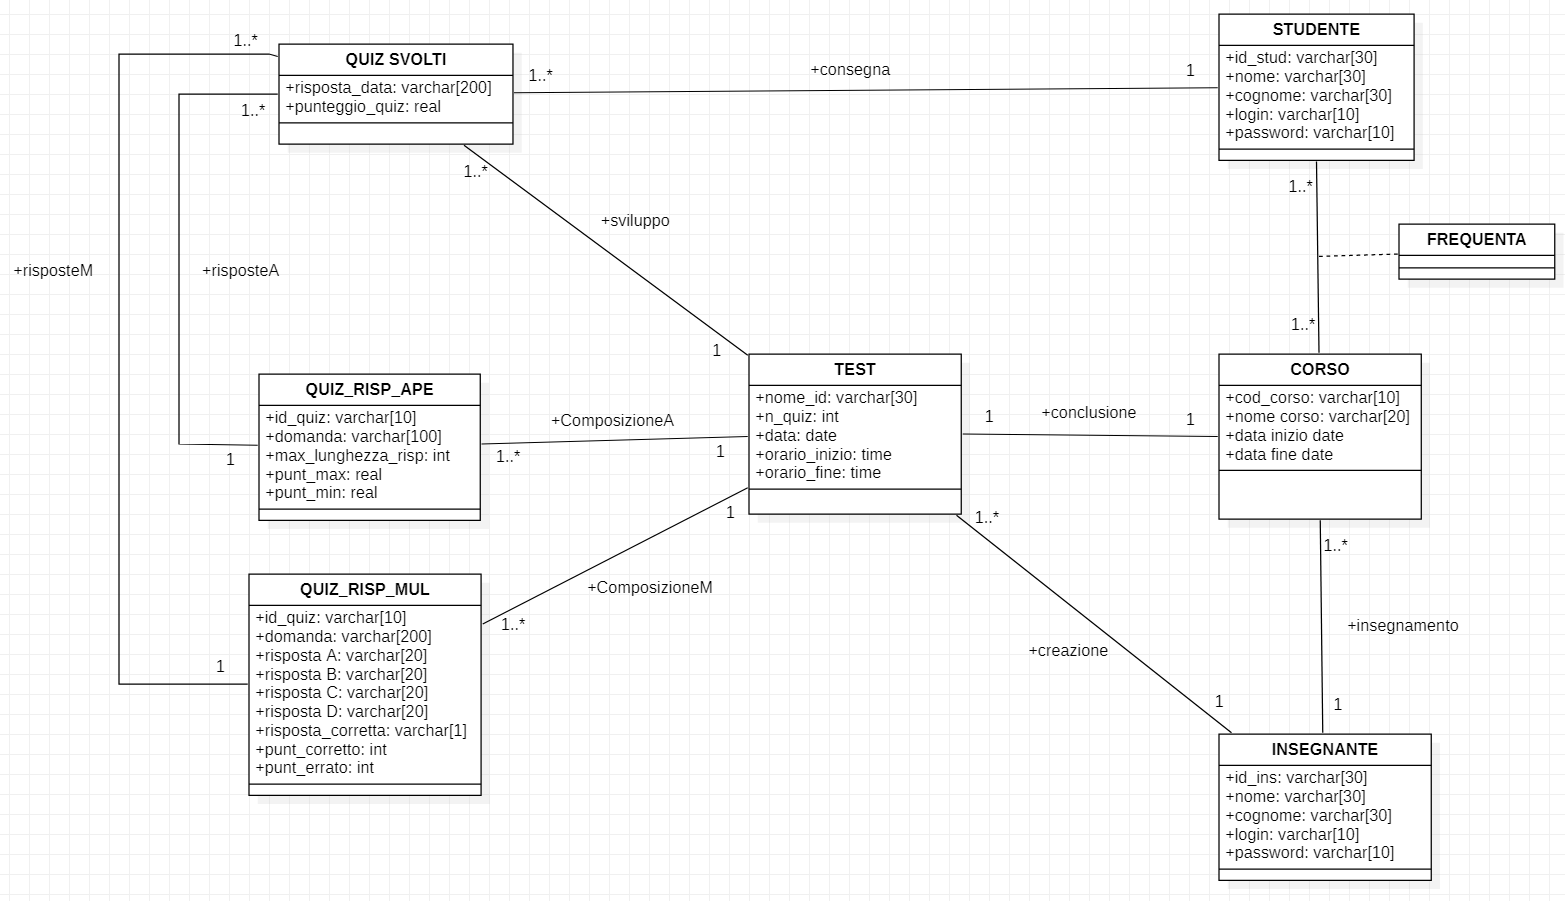 QUIZ SVOLTI
+risposta_data: varchar[200]
+punteggio_quiz: real
1..*
1..*
1..*
1..*
+consegna
1
STUDENTE
+id_stud: varchar[30]
+nome: varchar[30]
+cognome: varchar[30]
+login: varchar[10]
+password: varchar[10]
1..*
FREQUENTA
1..*
+sviluppo
1
+risposteM
+risposteA
QUIZ_RISP_APE
+id_quiz: varchar[10]
+domanda: varchar[100]
+max_lunghezza_risp: int
+punt_max: real
+punt_min: real
1
+ComposizioneA
1..*
1
TEST
+nome_id: varchar[30]
+n_quiz: int
+data: date
+orario_inizio: time
+orario_fine: time
1
+conclusione
1
CORSO
+cod_corso: varchar[10]
+nome corso: varchar[20]
+data inizio date
+data fine date
1
+ComposizioneM
1..*
QUIZ_RISP_MUL
+id_quiz: varchar[10]
+domanda: varchar[200]
+risposta A: varchar[20]
+risposta B: varchar[20]
+risposta C: varchar[20]
+risposta D: varchar[20]
+risposta_corretta: varchar[1]
+punt_corretto: int
+punt_errato: int
1
1..*
+creazione
1
1..*
+insegnamento
1
INSEGNANTE
+id_ins: varchar[30]
+nome: varchar[30]
+cognome: varchar[30]
+login: varchar[10]
+password: varchar[10]